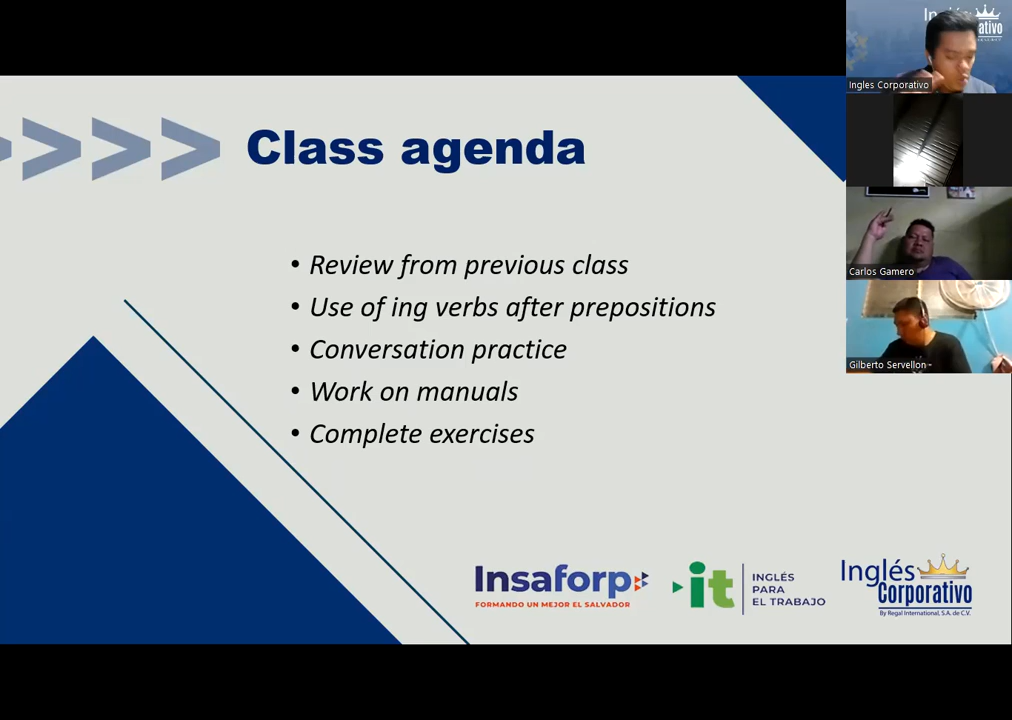 Class agenda
• Review from previous class
• Use of ing verbs after prepositions
• Conversation practice
• Work on manuals
• Complete exercises
Insaforp
FORMANDO UN MEJOR EL SALVADOR
it
INGLÉS
PARA
EL TRABAJO
Inglés
Corporativo
By Regal International, S.A. de C.V.
In
ativo
Ingles Corporativo
Carlos Gamero
Gilberto Servellon -